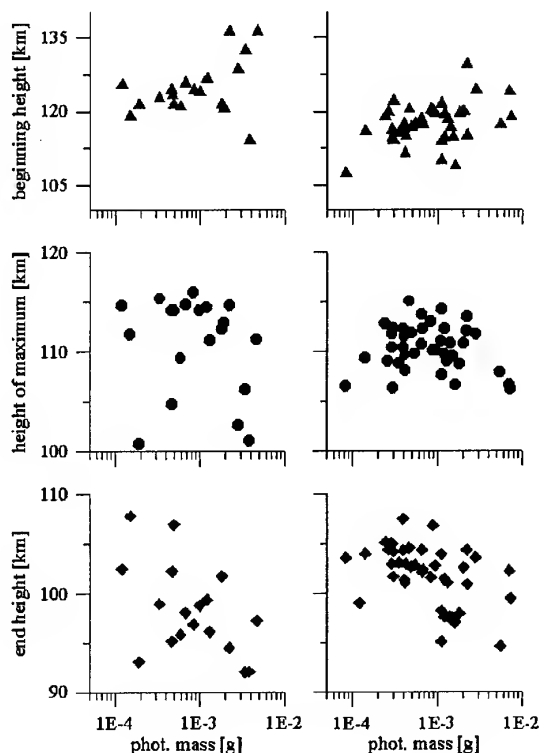 135
120
105
beginning height [km]
120
110
100
height of maximum [km]
110
100
90
end height [km]
1E-4 1E-3 1E-2
1E-4 1E-3 1E-2
phot. mass [g] phot. mass [g]